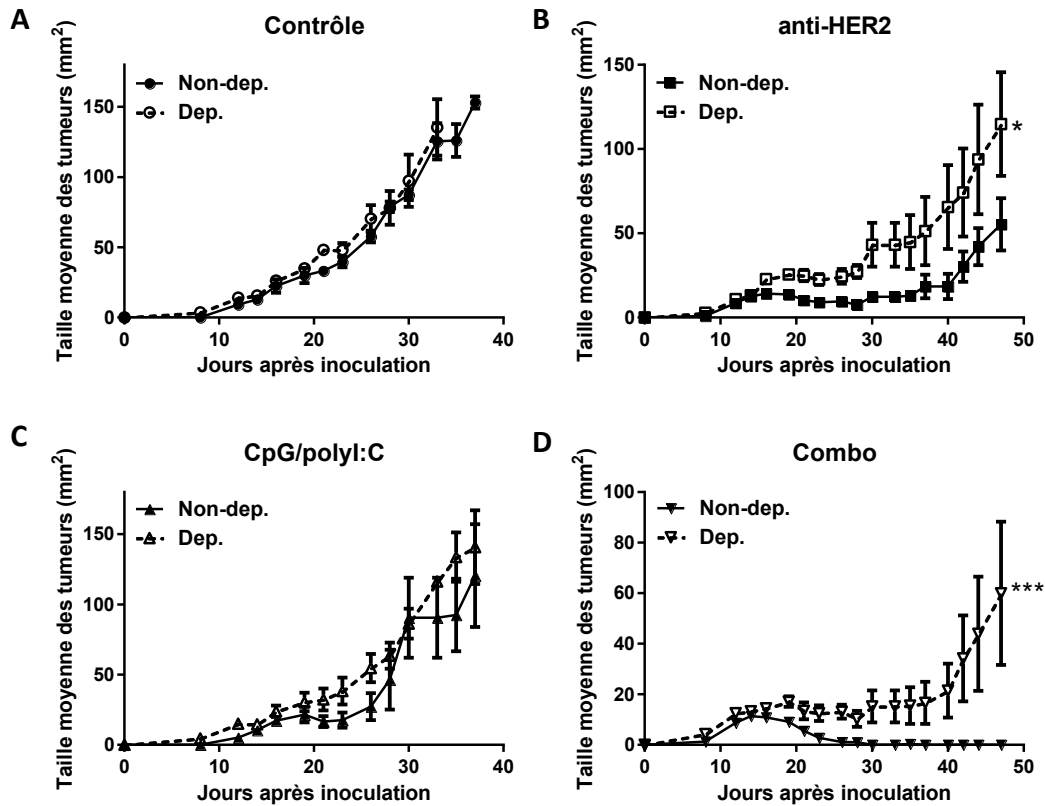 A
Contrôle
Taille moyenne des tumeurs (mm²)
Non-dep.
Dep.
150
100
50
0
0 10 20 30 40
Jours après inoculation
B
anti-HER2
Taille moyenne des tumeurs (mm²)
Non-dep.
Dep.
*
150
100
50
0
0 10 20 30 40 50
Jours après inoculation
C
CpG/polyI:C
Taille moyenne des tumeurs (mm²)
Non-dep.
Dep.
150
100
50
0
0 10 20 30 40
Jours après inoculation
D
Combo
Taille moyenne des tumeurs (mm²)
Non-dep.
Dep.
***
100
80
60
40
20
0
0 10 20 30 40 50
Jours après inoculation